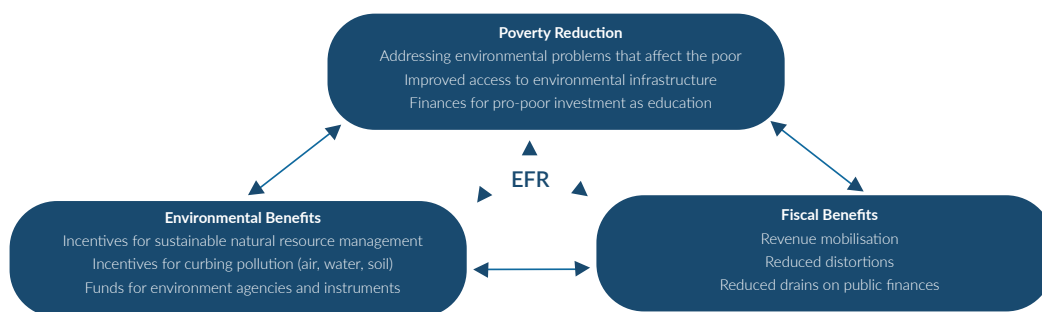 Poverty Reduction
Addressing environmental problems that affect the poor
Improved access to environmental infrastructure
Finances for pro-poor investment as education
EFR
Environmental Benefits
Incentives for sustainable natural resource management
Incentives for curbing pollution (air, water, soil)
Funds for environment agencies and instruments
Fiscal Benefits
Revenue mobilisation
Reduced distortions
Reduced drains on public finances